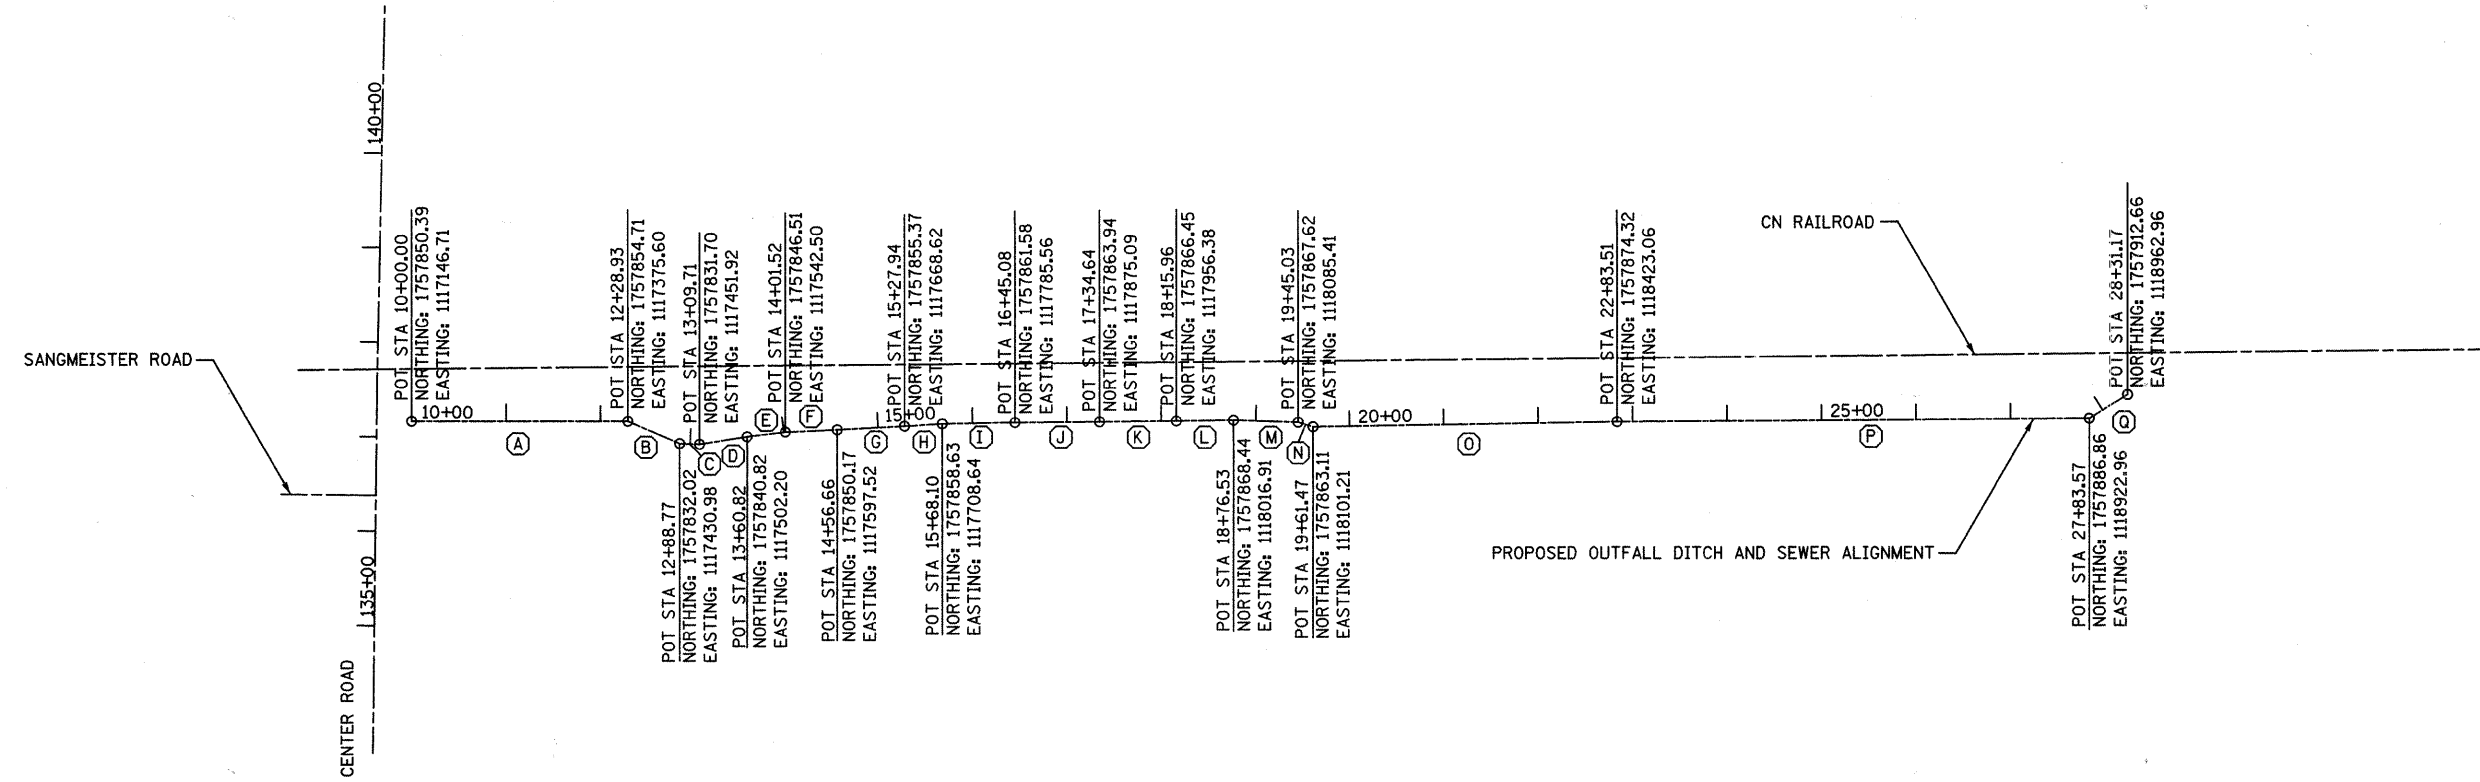 140+00
SANGMEISTER ROAD
135+00
CENTER ROAD
POT STA 10+00.00
NORTHING: 1757850.39
EASTING: 1117146.71
10+00
A
POT STA 12+28.93
NORTHING: 1757854.71
EASTING: 1117375.60
B
POT STA 12+88.77
NORTHING: 1757832.02
EASTING: 1117430.98
C
POT STA 13+09.71
NORTHING: 1757831.70
EASTING: 1117451.92
D
POT STA 13+60.82
NORTHING: 1757840.82
EASTING: 1117502.20
E
POT STA 14+01.52
NORTHING: 1757846.51
EASTING: 1117542.50
F
POT STA 14+56.66
NORTHING: 1757850.17
EASTING: 1117597.52
G
POT STA 15+27.94
NORTHING: 1757855.37
EASTING: 1117668.62
15+00
H
POT STA 15+68.10
NORTHING: 1757858.63
EASTING: 1117708.64
I
POT STA 16+45.08
NORTHING: 1757861.58
EASTING: 1117785.56
J
POT STA 17+34.64
NORTHING: 1757863.94
EASTING: 1117875.09
K
POT STA 18+15.96
NORTHING: 1757866.45
EASTING: 1117956.38
L
POT STA 18+76.53
NORTHING: 1757868.44
EASTING: 1118016.91
M
POT STA 19+45.03
NORTHING: 1757867.62
EASTING: 1118085.41
N
POT STA 19+61.47
NORTHING: 1757863.11
EASTING: 1118101.21
20+00
O
POT STA 22+83.51
NORTHING: 1757874.32
EASTING: 1118423.06
25+00
P
CN RAILROAD
PROPOSED OUTFALL DITCH AND SEWER ALIGNMENT
POT STA 27+83.57
NORTHING: 1757886.86
EASTING: 1118922.96
Q
POT STA 28+31.17
NORTHING: 1757912.66
EASTING: 1118962.96